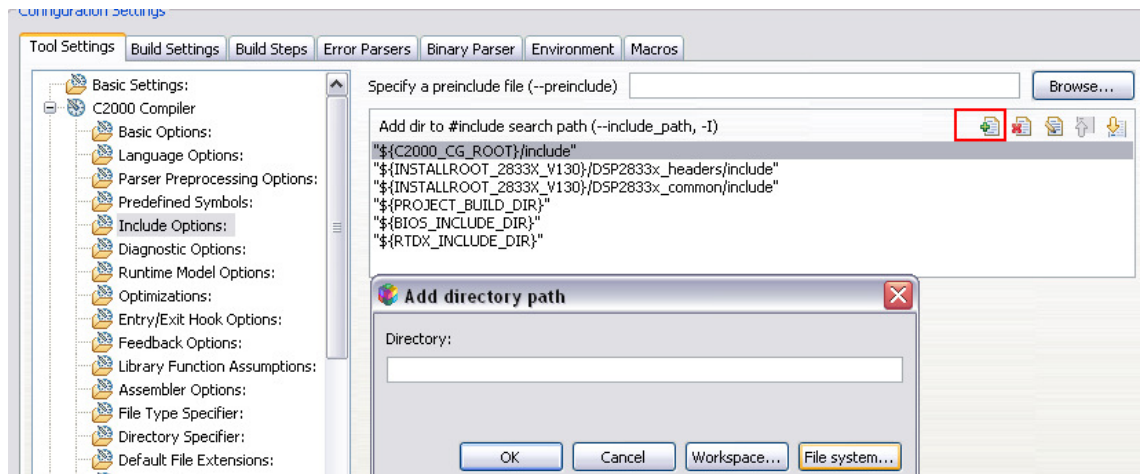 Configuration Settings
Tool Settings Build Settings Build Steps Error Parsers Binary Parser Environment Macros
Basic Settings:
C2000 Compiler
Basic Options:
Language Options:
Parser Preprocessing Options:
Predefined Symbols:
Include Options:
Diagnostic Options:
Runtime Model Options:
Optimizations:
Entry/Exit Hook Options:
Feedback Options:
Library Function Assumptions:
Assembler Options:
File Type Specifier:
Directory Specifier:
Default File Extensions:
Specify a preinclude file (--preinclude) Browse...
Add dir to #include search path (--include_path, -I)
"${C2000_CG_ROOT}/include"
"${INSTALLROOT_2833X_V130}/DSP2833x_headers/include"
"${INSTALLROOT_2833X_V130}/DSP2833x_common/include"
"${PROJECT_BUILD_DIR}"
"${BIOS_INCLUDE_DIR}"
"${RTDX_INCLUDE_DIR}"
Add directory path
Directory:
OK Cancel Workspace... File system...